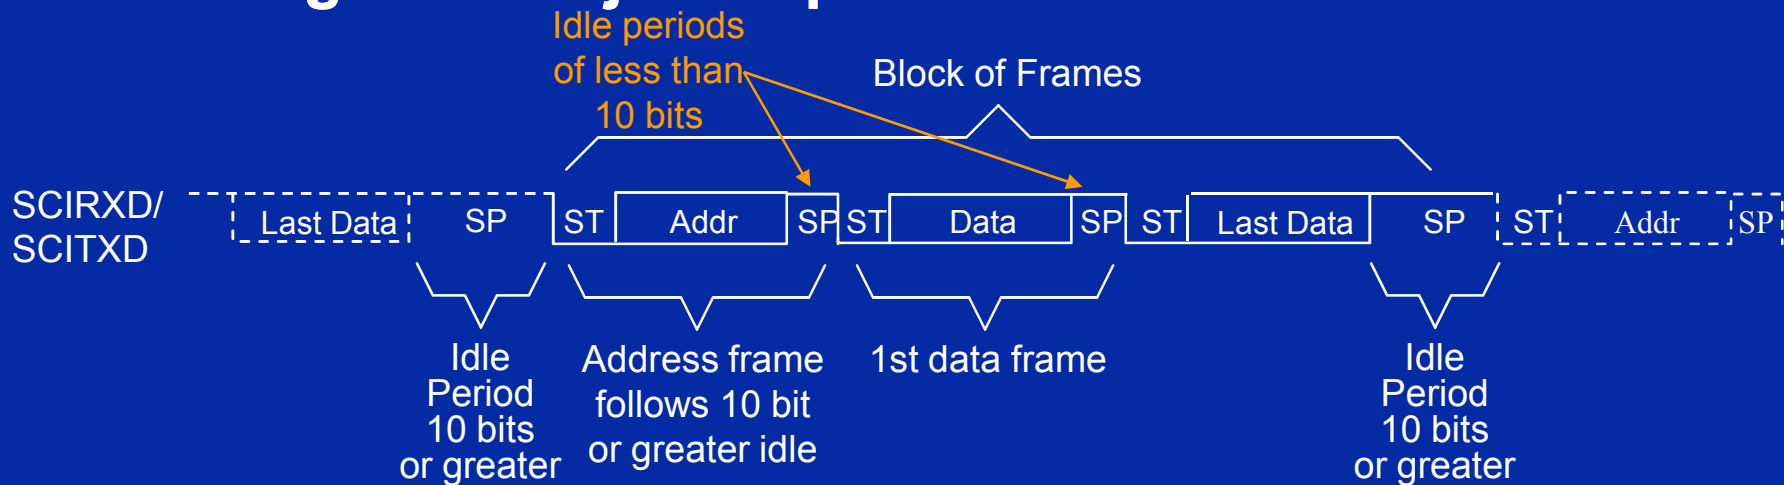 Idle periods
of less than
10 bits
Block of Frames
SCIRXD/
SCITXD
Last Data SP ST Addr SP ST Data SP ST Last Data SP ST Addr SP
Idle
Period
10 bits
or greater
Address frame
follows 10 bit
or greater idle
1st data frame
Idle
Period
10 bits
or greater